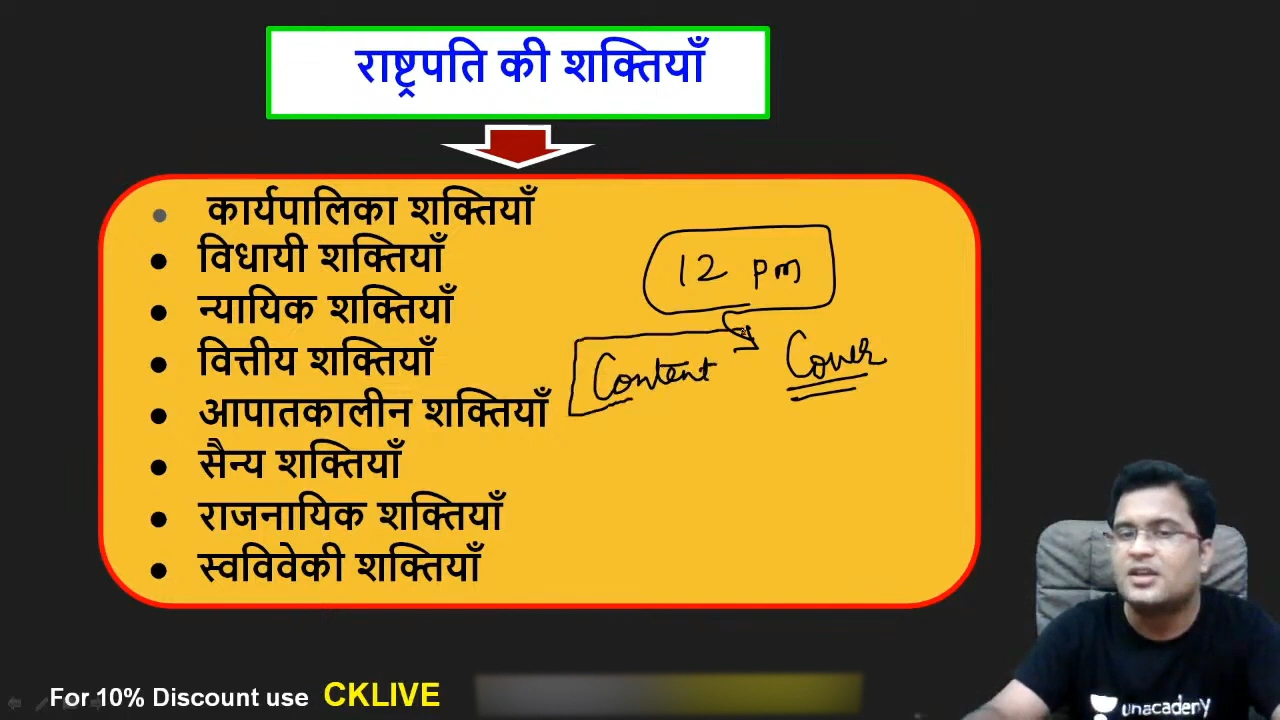 राष्ट्रपति की शक्तियाँ
कार्यपालिका शक्तियाँ
विधायी शक्तियाँ
न्यायिक शक्तियाँ
वित्तीय शक्तियाँ
आपातकालीन शक्तियाँ
सैन्य शक्तियाँ
राजनायिक शक्तियाँ
स्वविवेकी शक्तियाँ
12 pm
Content
Cover
For 10% Discount use CKLIVE
unacademy